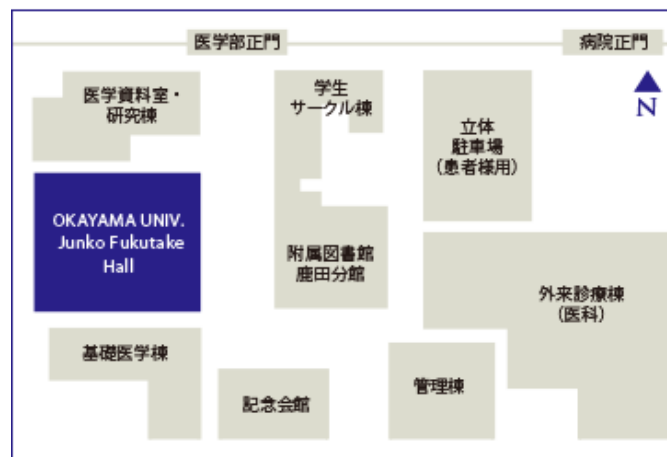 医学部正門
病院正門
医学資料室・
研究棟
学生
サークル棟
立体
駐車場
(患者様用)
N
OKAYAMA UNIV.
Junko Fukutake
Hall
附属図書館
鹿田分館
外来診療棟
(医科)
基礎医学棟
記念会館
管理棟